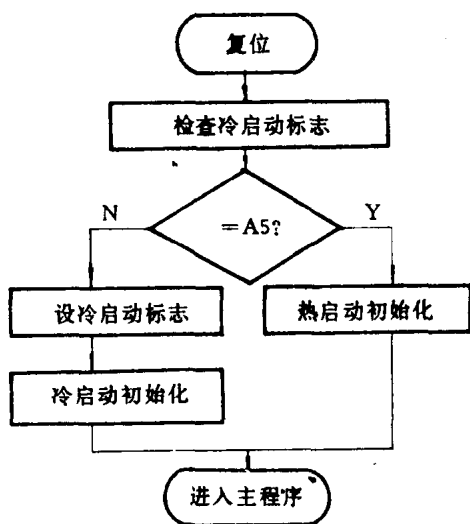 复位
检查冷启动标志
=A5?
N
Y
设冷启动标志
热启动初始化
冷启动初始化
进入主程序